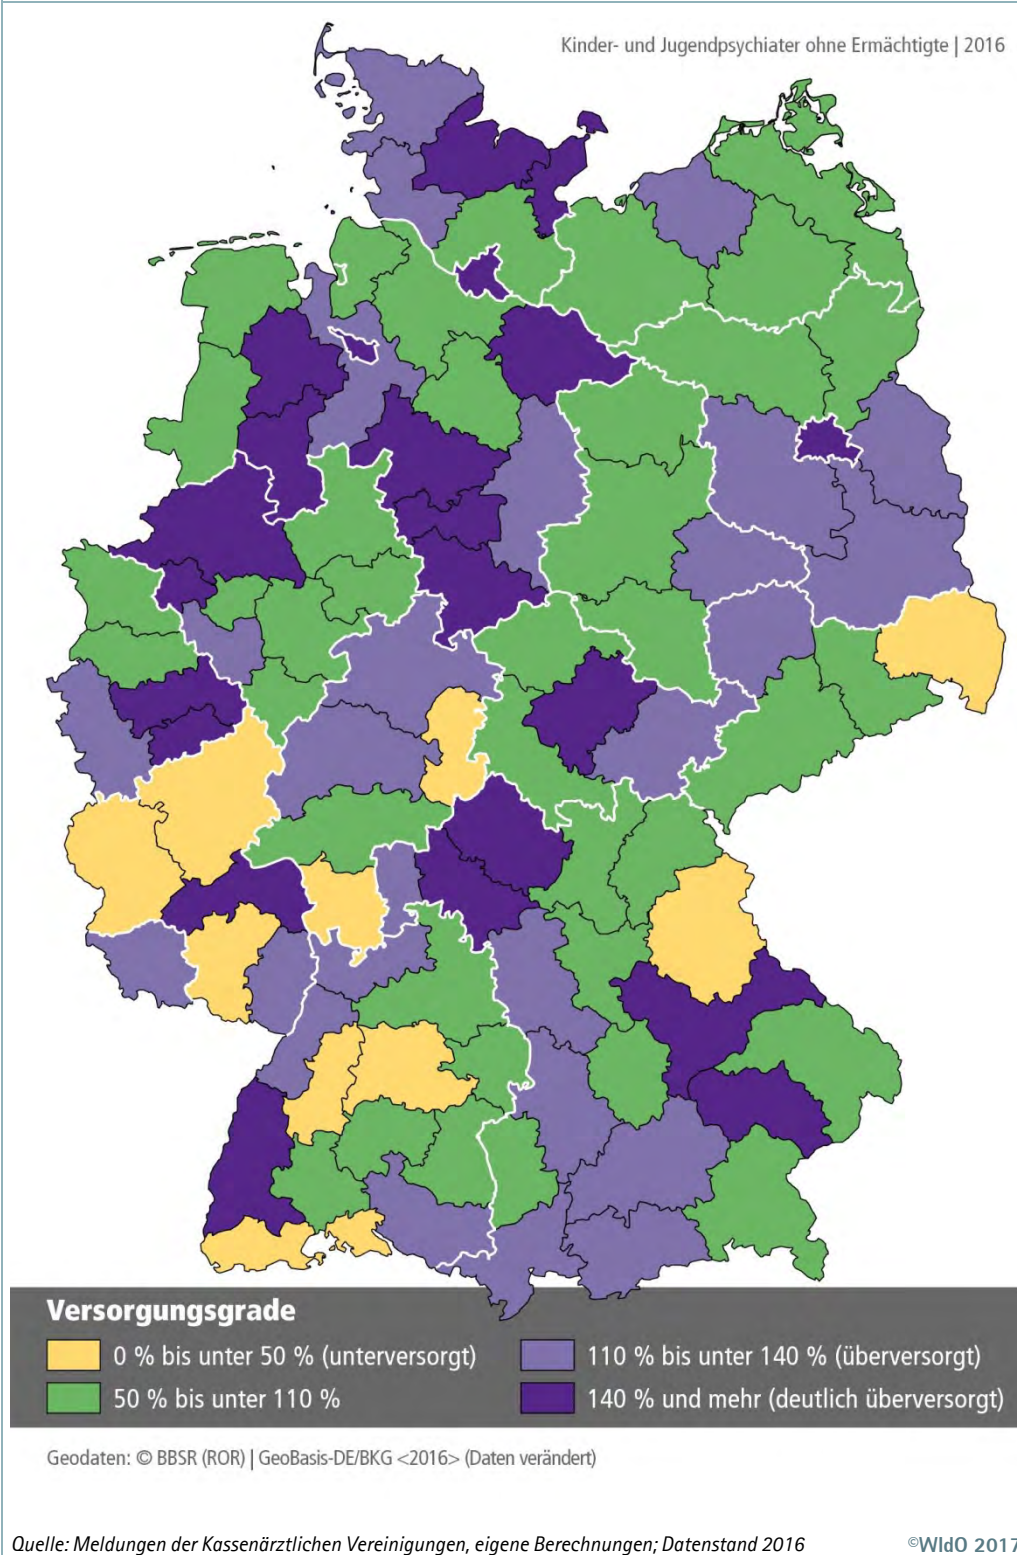 Kinder- und Jugendpsychiater ohne Ermächtigte | 2016
Versorgungsgrade
0 % bis unter 50 % (unterversorgt)
110 % bis unter 140 % (überversorgt)
50 % bis unter 110 %
140 % und mehr (deutlich überversorgt)
Geodaten: © BBSR (ROR) | GeoBasis-DE/BKG <2016> (Daten verändert)
Quelle: Meldungen der Kassenärztlichen Vereinigungen, eigene Berechnungen; Datenstand 2016
©WIdO 2017